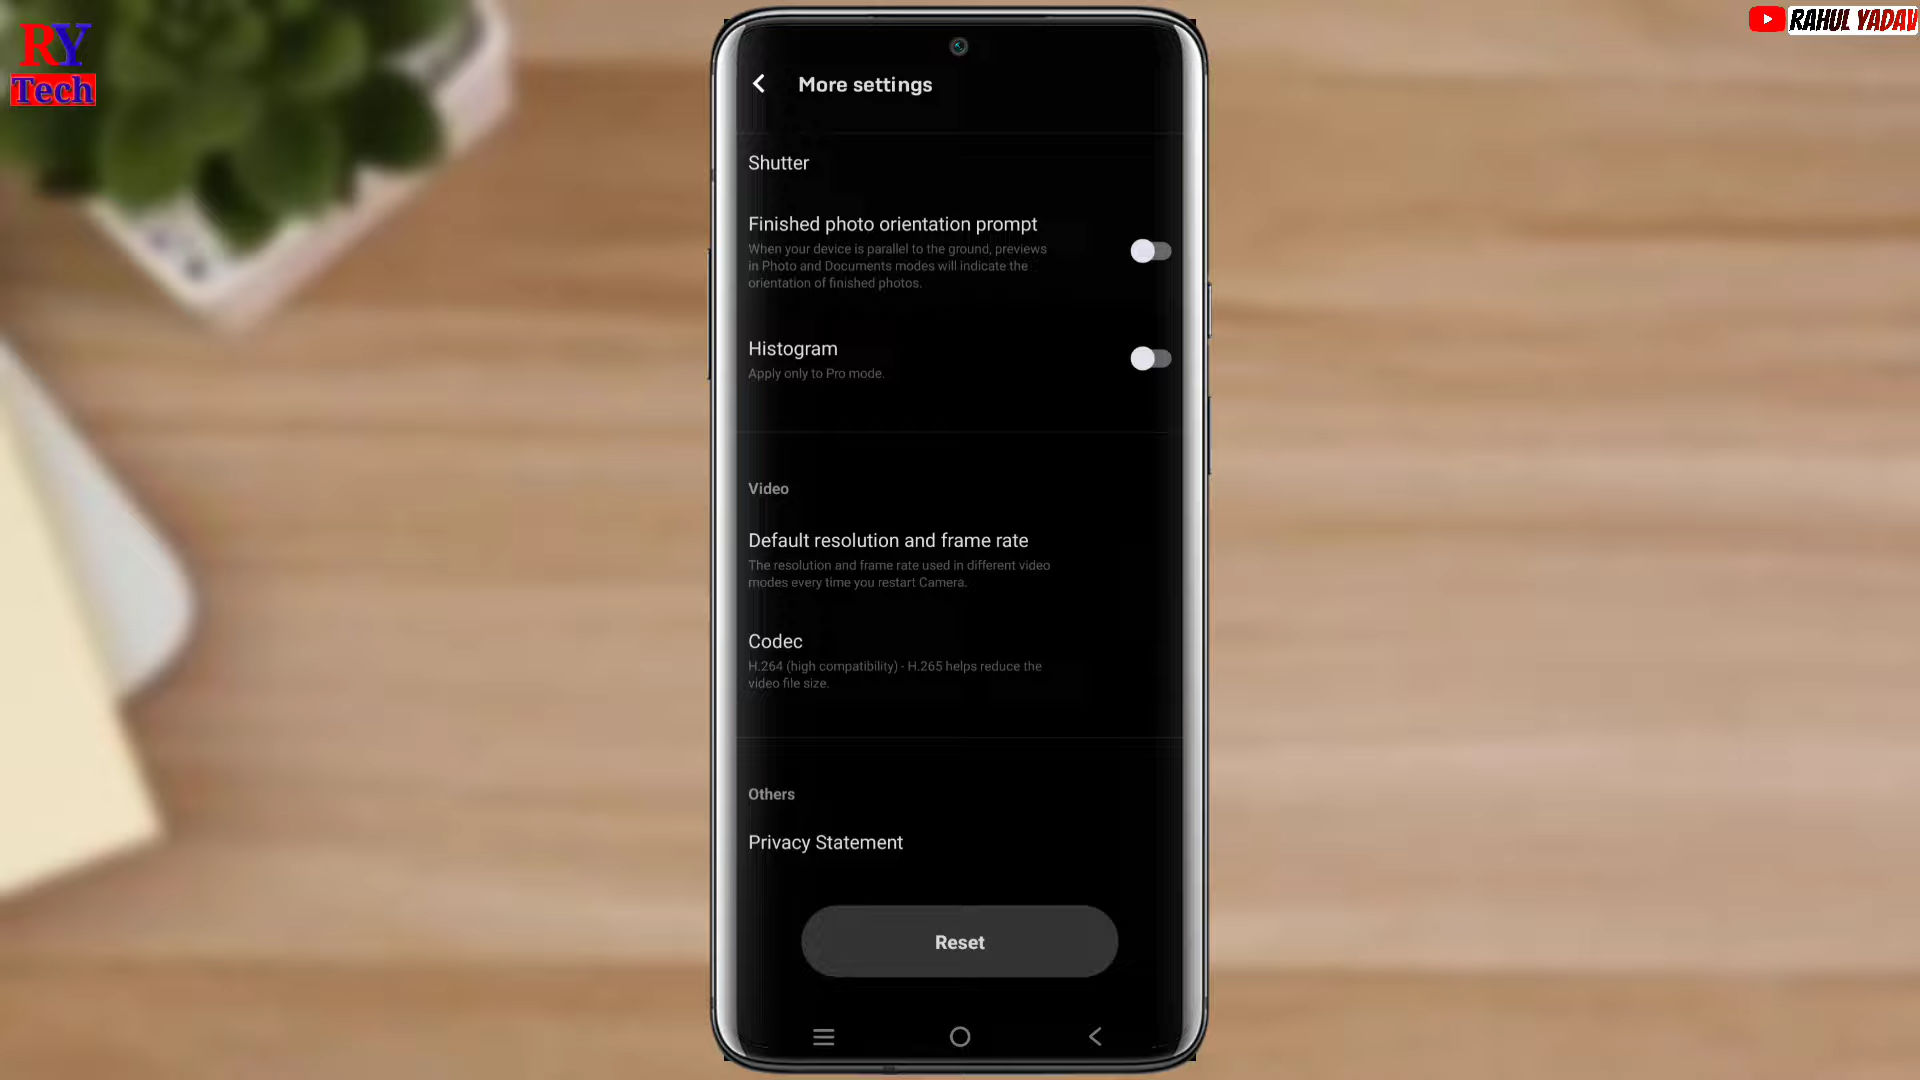 RY
Tech
RAHUL YADAV
More settings
Shutter
Finished photo orientation prompt
When your device is parallel to the ground, previews
in Photo and Documents modes will indicate the
orientation of finished photos.
Histogram
Apply only to Pro mode.
Video
Default resolution and frame rate
The resolution and frame rate used in different video
modes every time you restart Camera.
Codec
H.264 (high compatibility) - H.265 helps reduce the
video file size.
Others
Privacy Statement
Reset